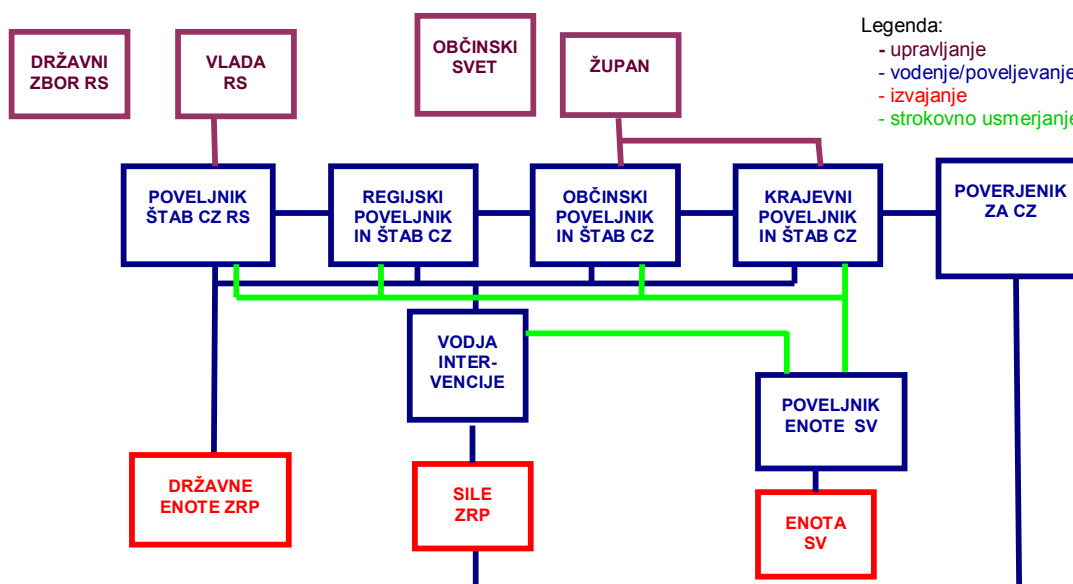 DRŽAVNI
ZBOR RS
VLADA
RS
OBČINSKI
SVET
ŽUPAN
Legenda:
- upravljanje
- vodenje/poveljevanje
- izvajanje
- strokovno usmerjanje
POVELJNIK
ŠTAB CZ RS
REGIJSKI
POVELJNIK
IN ŠTAB CZ
OBČINSKI
POVELJNIK
IN ŠTAB CZ
KRAJEVNI
POVELJNIK
IN ŠTAB CZ
POVERJENIK
ZA CZ
VODJA
INTER-
VENCIJE
POVELJNIK
ENOTE SV
DRŽAVNE
ENOTE ZRP
SILE
ZRP
ENOTA
SV